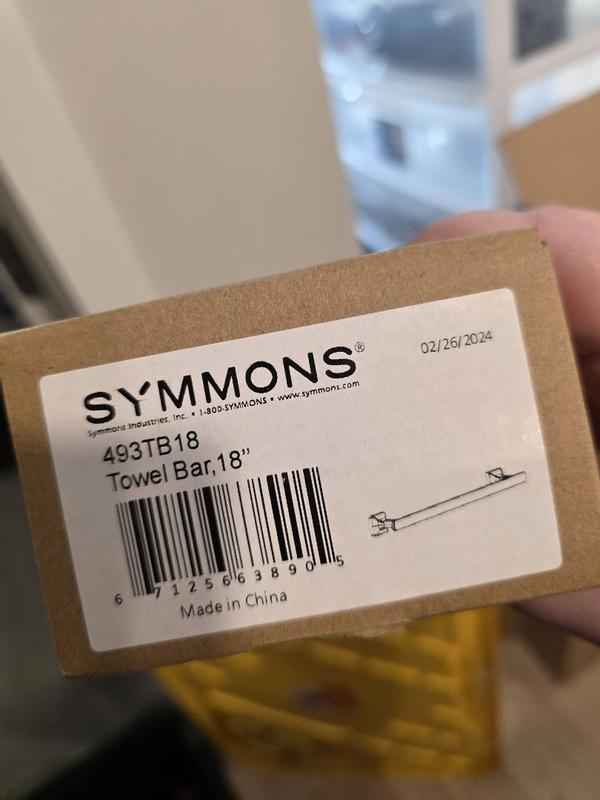 SYMMONS®
02/26/2024
Symmons Industries, Inc. • 1-800-SYMMONS • www.symmons.com
493TB18
Towel Bar,18”
6 71256 63890 5
Made in China